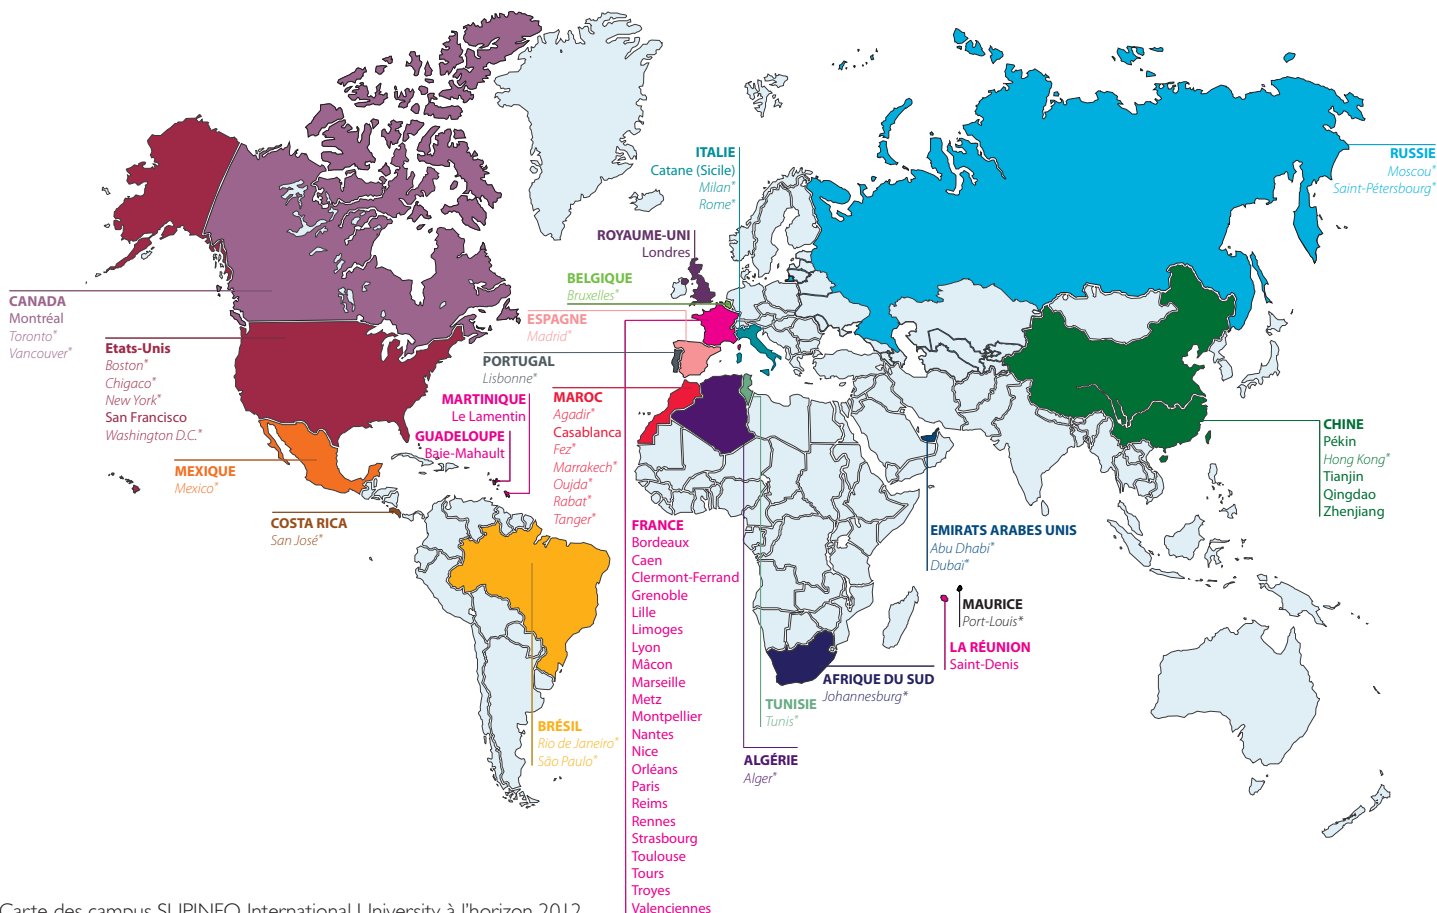 ITALIE
Catane (Sicile)
Milan*
Rome*
RUSSIE
Moscou*
Saint-Pétersbourg*
ROYAUME-UNI
Londres
BELGIQUE
Bruxelles*
CANADA
Montréal
Toronto*
Vancouver*
ESPAGNE
Madrid*
Etats-Unis
Boston*
Chigaco*
New York*
San Francisco
Washington D.C.*
PORTUGAL
Lisbonne*
MARTINIQUE
Le Lamentin
GUADELOUPE
Baie-Mahault
MAROC
Agadir*
Casablanca
Fez*
Marrakech*
Oujda*
Rabat*
Tanger*
MEXIQUE
Mexico*
COSTA RICA
San José*
CHINE
Pékin
Hong Kong*
Tianjin
Qingdao
Zhenjiang
FRANCE
Bordeaux
Caen
Clermont-Ferrand
Grenoble
Lille
Limoges
Lyon
Mâcon
Marseille
Metz
Montpellier
Nantes
Nice
Orléans
Paris
Reims
Rennes
Strasbourg
Toulouse
Tours
Troyes
Valenciennes
EMIRATS ARABES UNIS
Abu Dhabi*
Dubaï*
MAURICE
Port-Louis*
LA RÉUNION
Saint-Denis
AFRIQUE DU SUD
Johannesburg*
TUNISIE
Tunis*
BRÉSIL
Rio de Janeiro*
São Paulo*
ALGÉRIE
Alger*
Carte des campus SUPINFO International University à l'horizon 2012